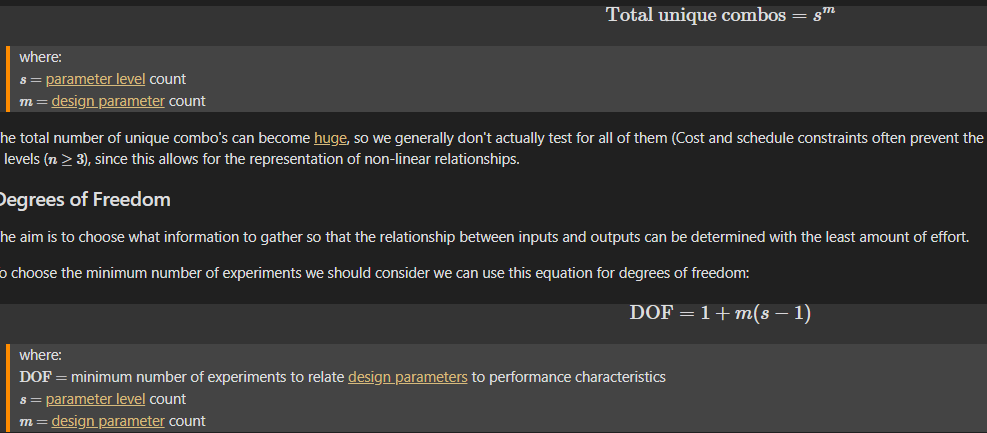 Total unique combos = s^m
where:
s = parameter level count
m = design parameter count
he total number of unique combo's can become huge, so we generally don't actually test for all of them (Cost and schedule constraints often prevent the
levels (n ≥ 3), since this allows for the representation of non-linear relationships.
Degrees of Freedom
he aim is to choose what information to gather so that the relationship between inputs and outputs can be determined with the least amount of effort.
o choose the minimum number of experiments we should consider we can use this equation for degrees of freedom:
DOF = 1 + m(s − 1)
where:
DOF = minimum number of experiments to relate design parameters to performance characteristics
s = parameter level count
m = design parameter count